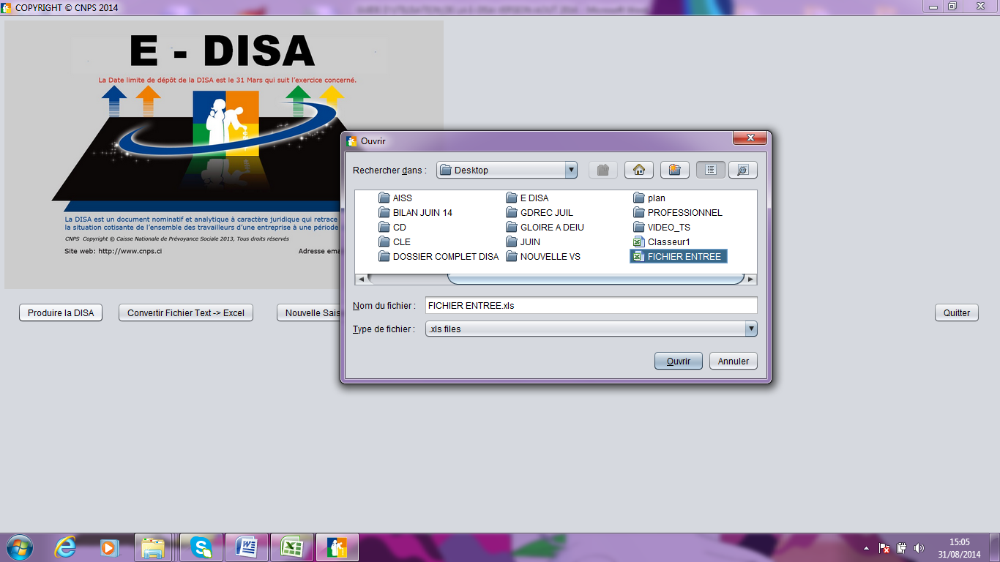 COPYRIGHT © CNPS 2014
E - DISA
La Date limite de dépôt de la DISA est le 31 Mars qui suit l'exercice concerné.
La DISA est un document nominatif et analytique à caractère juridique qui retrace
la situation cotisante de l'ensemble des travailleurs d'une entreprise à une période
CNPS Copyright © Caisse Nationale de Prévoyance Sociale 2013, Tous droits réservés
Site web: http://www.cnps.ci
Adresse ema
Produire la DISA
Convertir Fichier Text -> Excel
Nouvelle Sais
Quitter
Ouvrir
Rechercher dans :
Desktop
AISS
BILAN JUIN 14
CD
CLE
DOSSIER COMPLET DISA
E DISA
GDREC JUIL
GLOIRE A DEIU
JUIN
NOUVELLE VS
plan
PROFESSIONNEL
VIDEO_TS
Classeur1
FICHIER ENTREE
Nom du fichier :
FICHIER ENTREE.xls
Type de fichier :
.xls files
Ouvrir
Annuler
15:05
31/08/2014